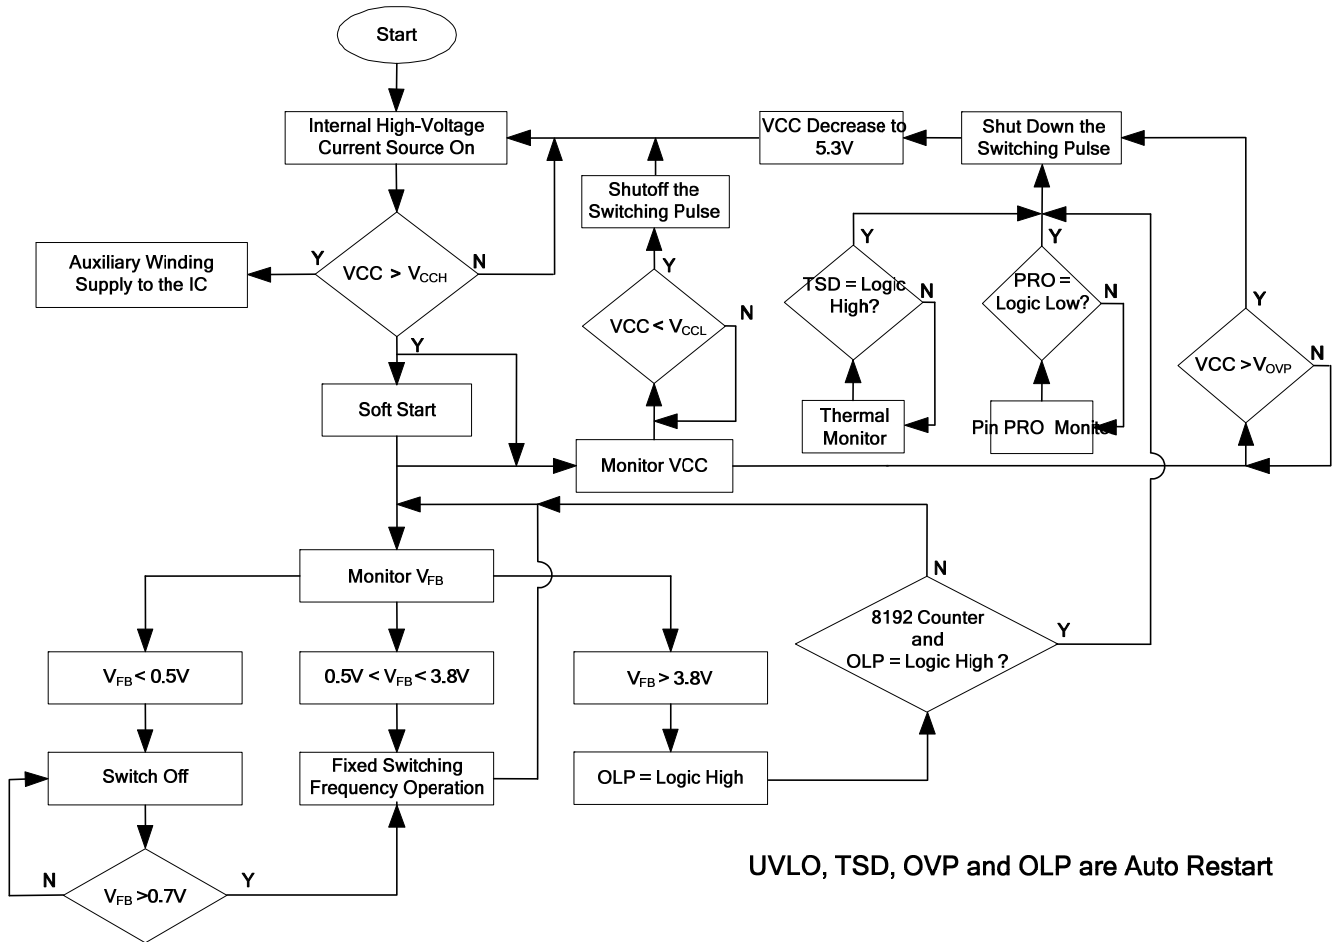 Start
Internal High-Voltage
Current Source On
VCC Decrease to
5.3V
Shut Down the
Switching Pulse
Shutoff the
Switching Pulse
Auxiliary Winding
Supply to the IC
Y
VCC > VCCH
N
Y
Y
VCC < VCCL
N
Y
TSD = Logic
High?
N
Y
PRO =
Logic Low?
N
Y
VCC >VOVP
N
Soft Start
Thermal
Monitor
Pin PRO Monito
Monitor VCC
Monitor VFB
N
8192 Counter
and
OLP = Logic High ?
Y
VFB < 0.5V
0.5V < VFB < 3.8V
VFB > 3.8V
Switch Off
Fixed Switching
Frequency Operation
OLP = Logic High
N
VFB >0.7V
Y
UVLO, TSD, OVP and OLP are Auto Restart